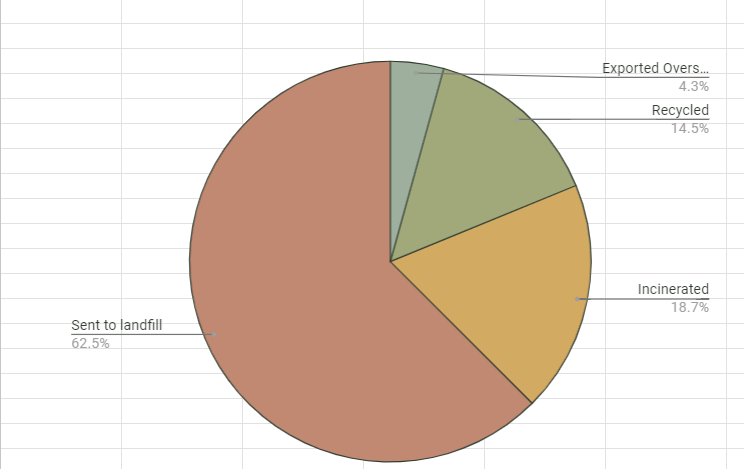 Exported Overs…
4.3%
Recycled
14.5%
Incinerated
18.7%
Sent to landfill
62.5%